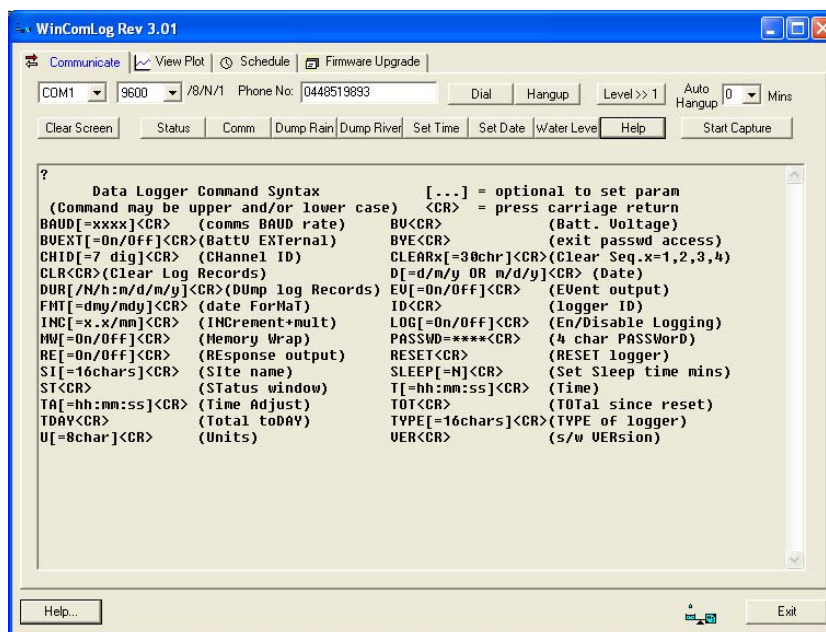 WinComLog Rev 3.01
Communicate View Plot Schedule Firmware Upgrade
COM1 9600 /8/N/1 Phone No: 0448519893 Dial Hangup Level >> 1 Auto Hangup 0 Mins
Clear Screen Status Comm Dump Rain Dump River Set Time Set Date Water Leve Help Start Capture
?
Data Logger Command Syntax [...] = optional to set param
(Command may be upper and/or lower case) <CR> = press carriage return
BAUD[=xxxx]<CR> (comms BAUD rate) BV<CR> (Batt. Voltage)
BVEXT[=On/Off]<CR>(BattV EXTernal) BYE<CR> (exit passwd access)
CHID[=7 dig]<CR> (CHannel ID) CLEARx[=30chr]<CR>(Clear Seq.x=1,2,3,4)
CLR<CR>(Clear Log Records) D[=d/m/y OR m/d/y]<CR> (Date)
DUR[/N/h:m/d/m/y]<CR>(DUmp log Records) EV[=On/Off]<CR> (EVent output)
FMT[=dmy/mdy]<CR> (date ForMaT) ID<CR> (logger ID)
INC[=x.x/mm]<CR> (INCrement+mult) LOG[=On/Off]<CR> (En/Disable Logging)
MW[=On/Off]<CR> (Memory Wrap) PASSWD=****<CR> (4 char PASSWorD)
RE[=On/Off]<CR> (REsponse output) RESET<CR> (RESET logger)
SI[=16chars]<CR> (SIte name) SLEEP[=N]<CR> (Set Sleep time mins)
ST<CR> (STatus window) T[=hh:mm:ss]<CR> (Time)
TA[=hh:mm:ss]<CR> (Time Adjust) TOT<CR> (TOTal since reset)
TDAY<CR> (Total toDAY) TYPE[=16chars]<CR>(TYPE of logger)
U[=8char]<CR> (Units) VER<CR> (s/w VERsion)
Help... Exit